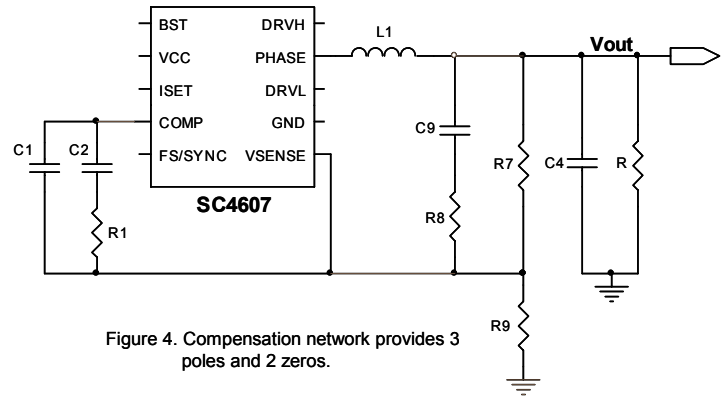 BST
DRVH
L1
Vout
VCC
PHASE
ISET
DRVL
COMP
GND
C1
C2
C9
FS/SYNC
VSENSE
R7
C4
R
SC4607
R8
R1
R9
Figure 4. Compensation network provides 3
poles and 2 zeros.